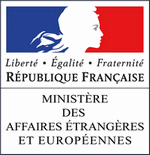 Liberté • Égalité • Fraternité
RÉPUBLIQUE FRANÇAISE
MINISTÈRE
DES
AFFAIRES ÉTRANGÈRES
ET EUROPÉENNES